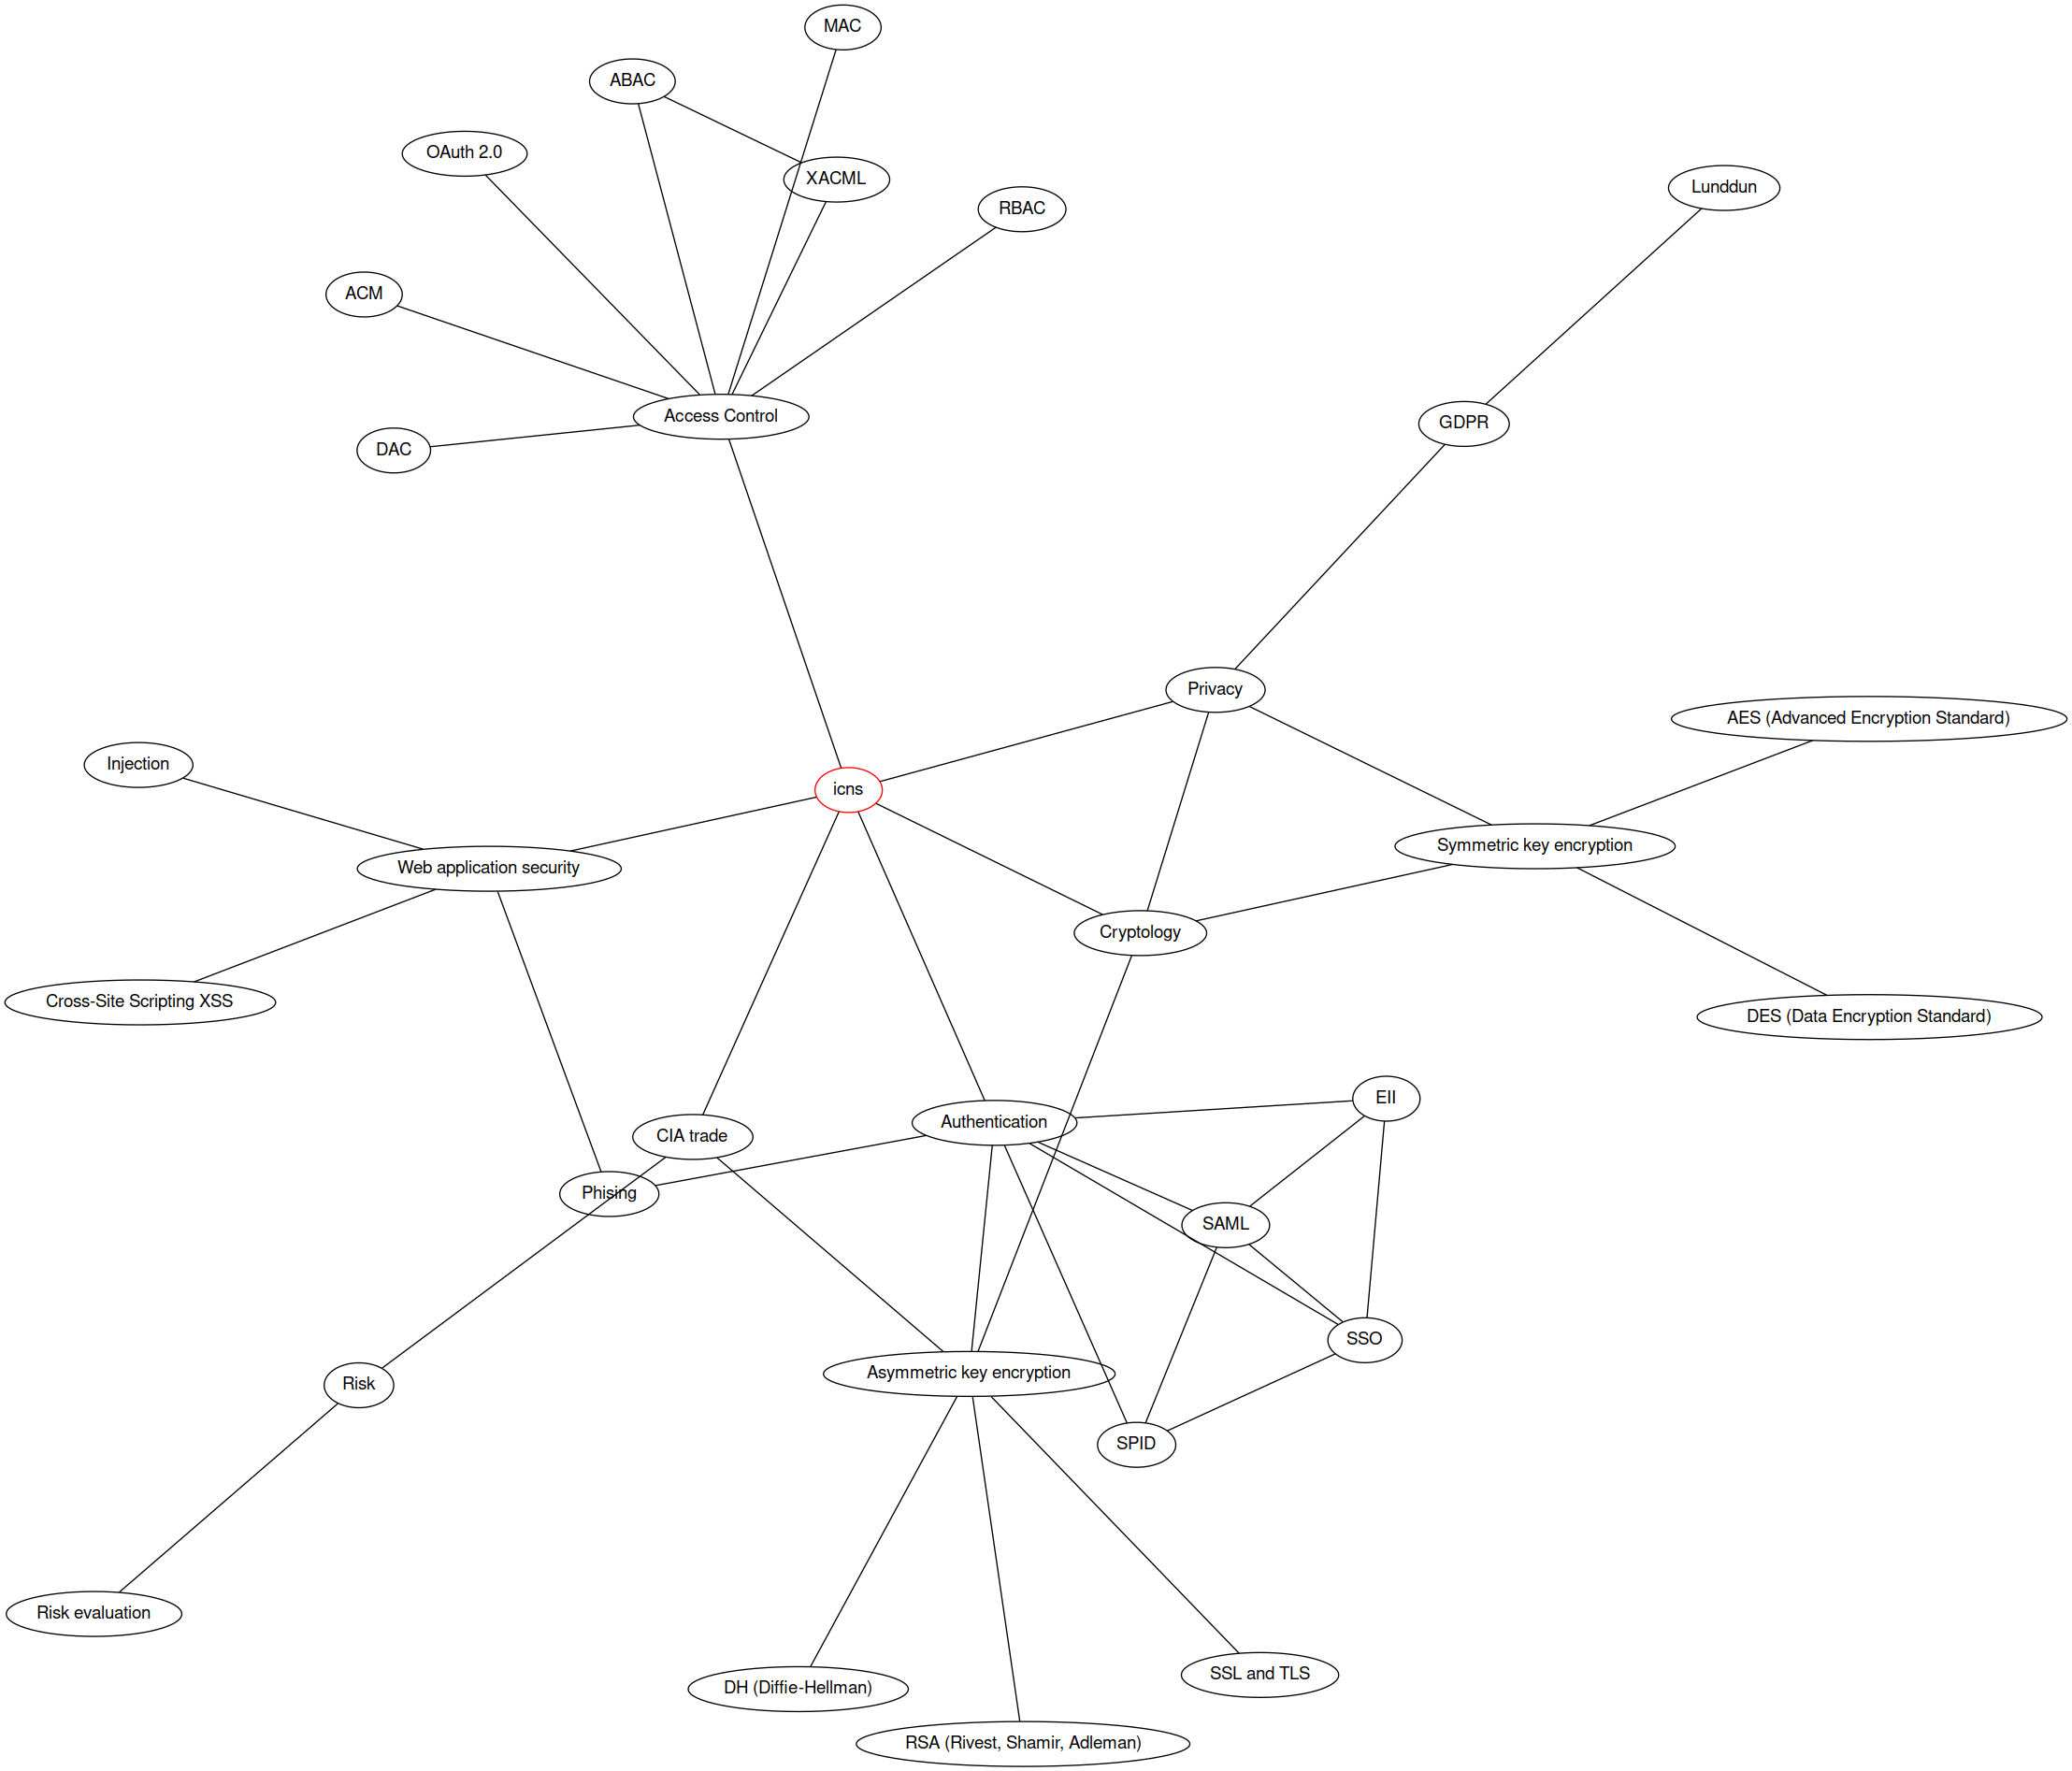 MAC
ABAC
OAuth 2.0
XACML
Lunddun
RBAC
ACM
Access Control
GDPR
DAC
Privacy
AES (Advanced Encryption Standard)
Injection
icns
Symmetric key encryption
Web application security
Cryptology
Cross-Site Scripting XSS
DES (Data Encryption Standard)
EII
Authentication
CIA trade
Phising
SAML
SSO
Asymmetric key encryption
Risk
SPID
Risk evaluation
SSL and TLS
DH (Diffie-Hellman)
RSA (Rivest, Shamir, Adleman)